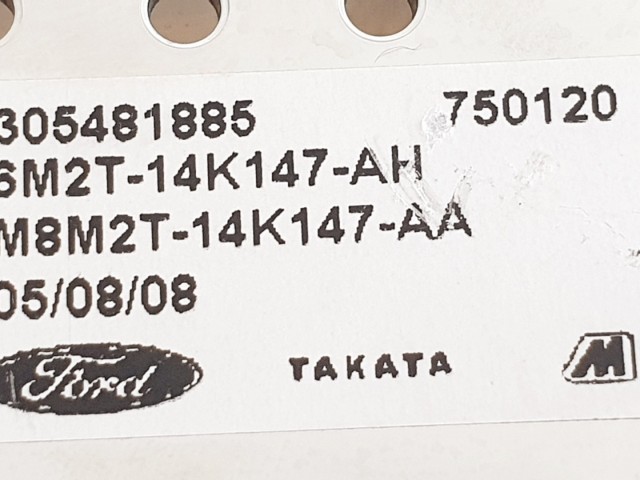 305481885 750120
6M2T-14K147-AH
M8M2T-14K147-AA
05/08/08
Ford TAKATA M